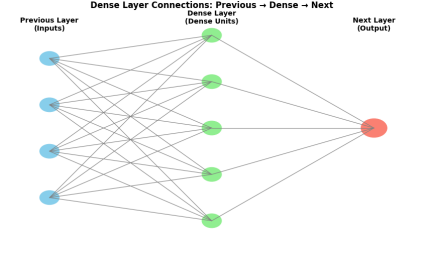 Dense Layer Connections: Previous → Dense → Next
Previous Layer
(Inputs)
Dense Layer
(Dense Units)
Next Layer
(Output)